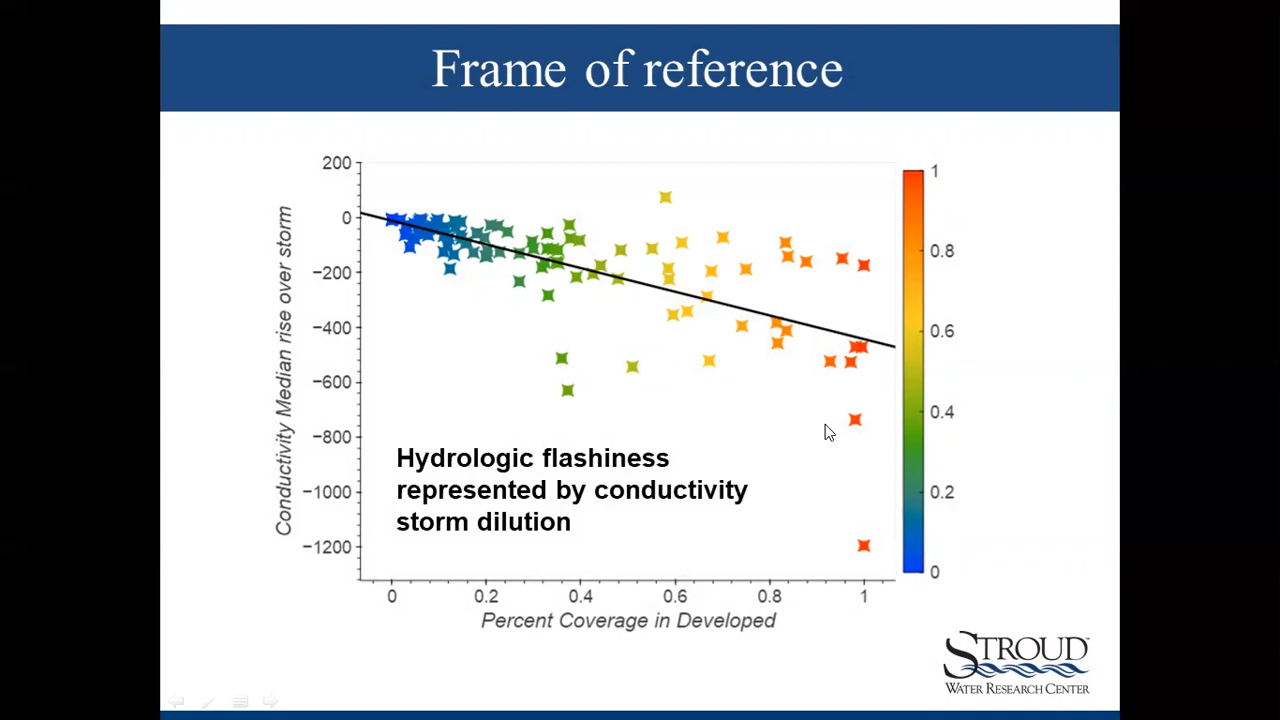 Frame of reference
200
0
−200
−400
−600
−800
−1000
−1200
Conductivity Median rise over storm
Hydrologic flashiness
represented by conductivity
storm dilution
0 0.2 0.4 0.6 0.8 1
Percent Coverage in Developed
1
0.8
0.6
0.4
0.2
0
STROUD™
WATER RESEARCH CENTER